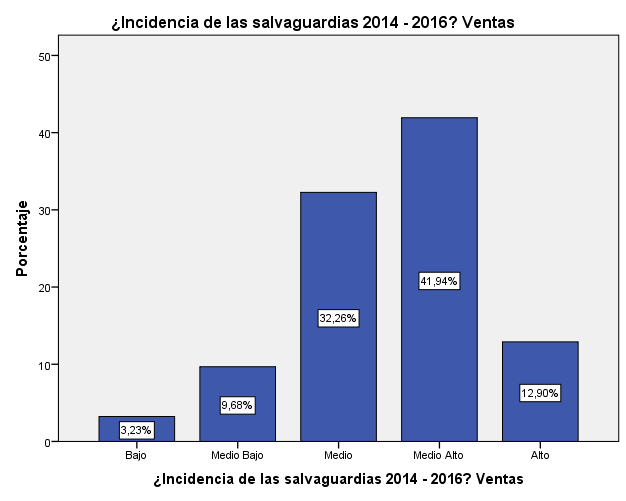 ¿Incidencia de las salvaguardias 2014 - 2016? Ventas
50
40
30
20
10
0
Porcentaje
3,23%
9,68%
32,26%
41,94%
12,90%
Bajo
Medio Bajo
Medio
Medio Alto
Alto
¿Incidencia de las salvaguardias 2014 - 2016? Ventas